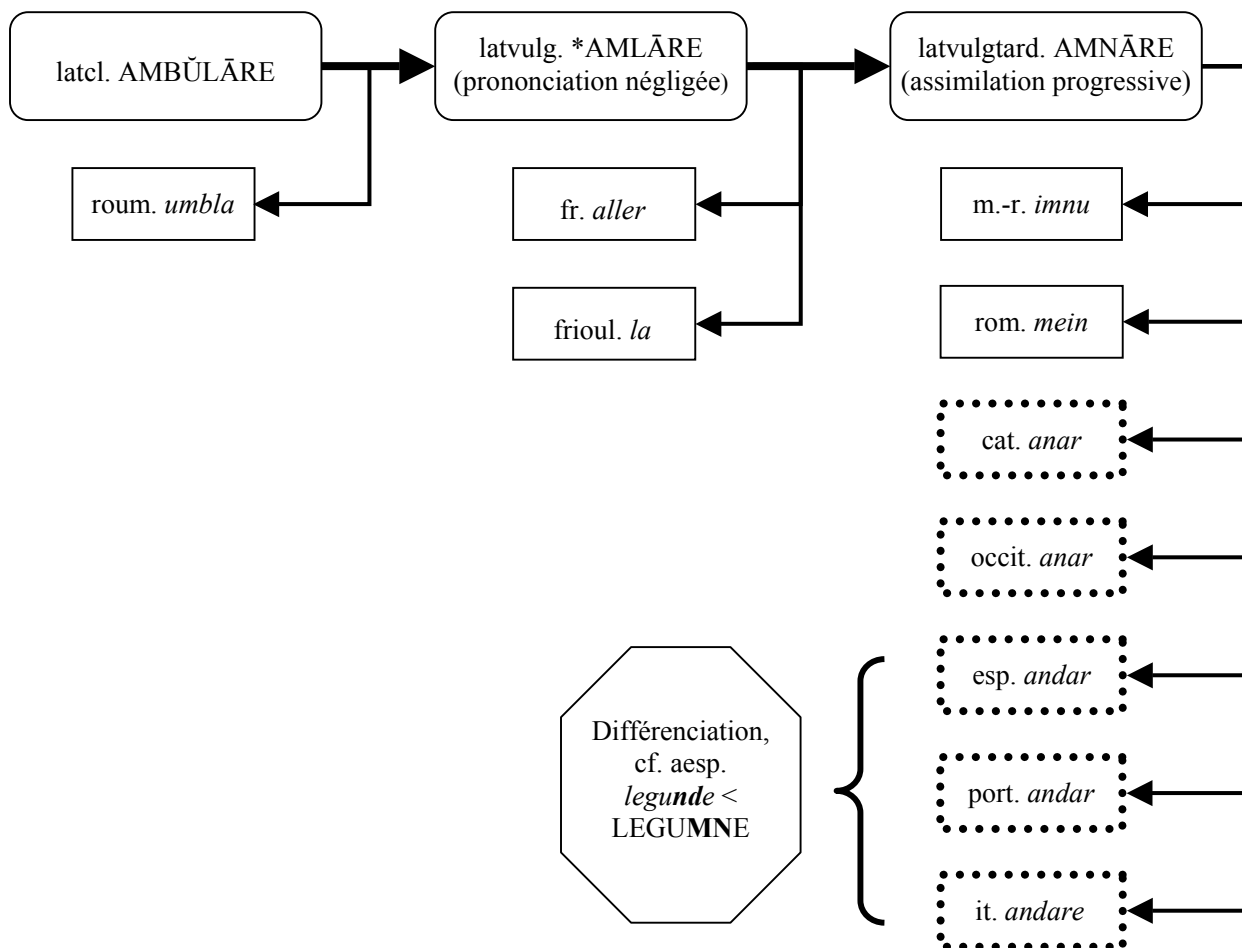 latcl. AMBŬLĀRE
latvulg. *AMLĀRE
(prononciation négligée)
latvulgtard. AMNĀRE
(assimilation progressive)
roum. umbla
fr. aller
m.-r. imnu
frioul. la
rom. mein
cat. anar
occit. anar
esp. andar
Différenciation,
cf. aesp.
legunde <
LEGUMNE
port. andar
it. andare